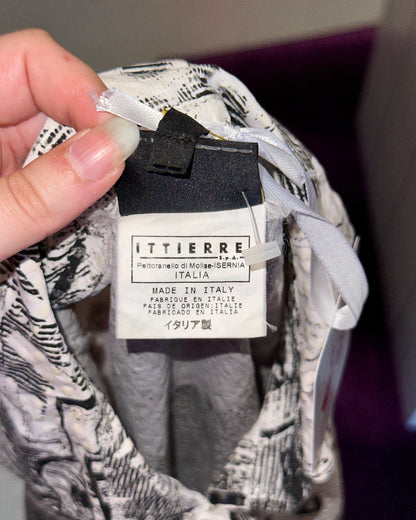 ITTIERRE
S.p.A.
Pettoranello di Molise-ISERNIA
ITALIA
MADE IN ITALY
FABRIQUE EN ITALIE
PAIS DE ORIGEN:ITALIE
FABRICADO EN ITALIA
イタリア製